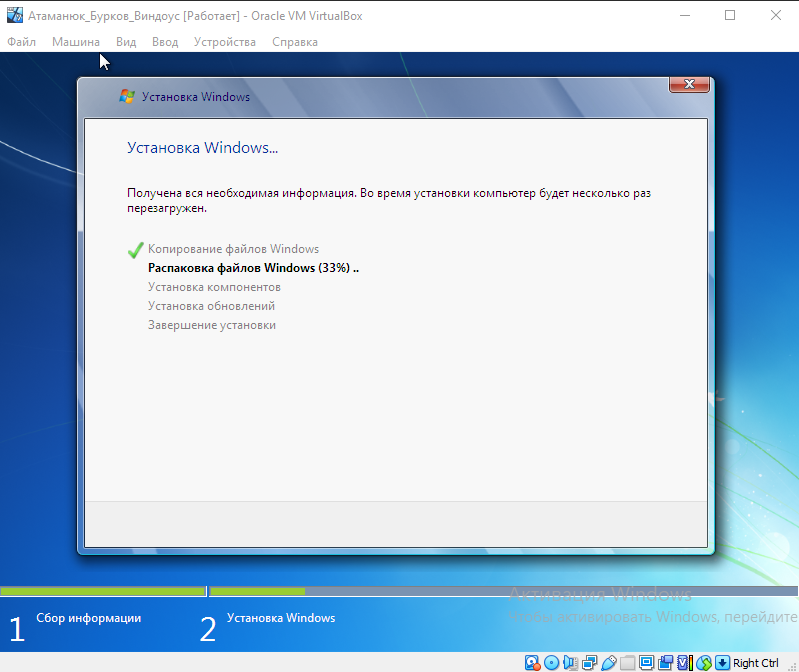 Атаманюк_Бурков_Виндоус [Работает] - Oracle VM VirtualBox
Файл Машина Вид Ввод Устройства Справка
Установка Windows
Установка Windows...
Получена вся необходимая информация. Во время установки компьютер будет несколько раз
перезагружен.
Копирование файлов Windows
Распаковка файлов Windows (33%) ..
Установка компонентов
Установка обновлений
Завершение установки
Активация Windows
Чтобы активировать Windows, перейдите
1 Сбор информации
2 Установка Windows
Right Ctrl